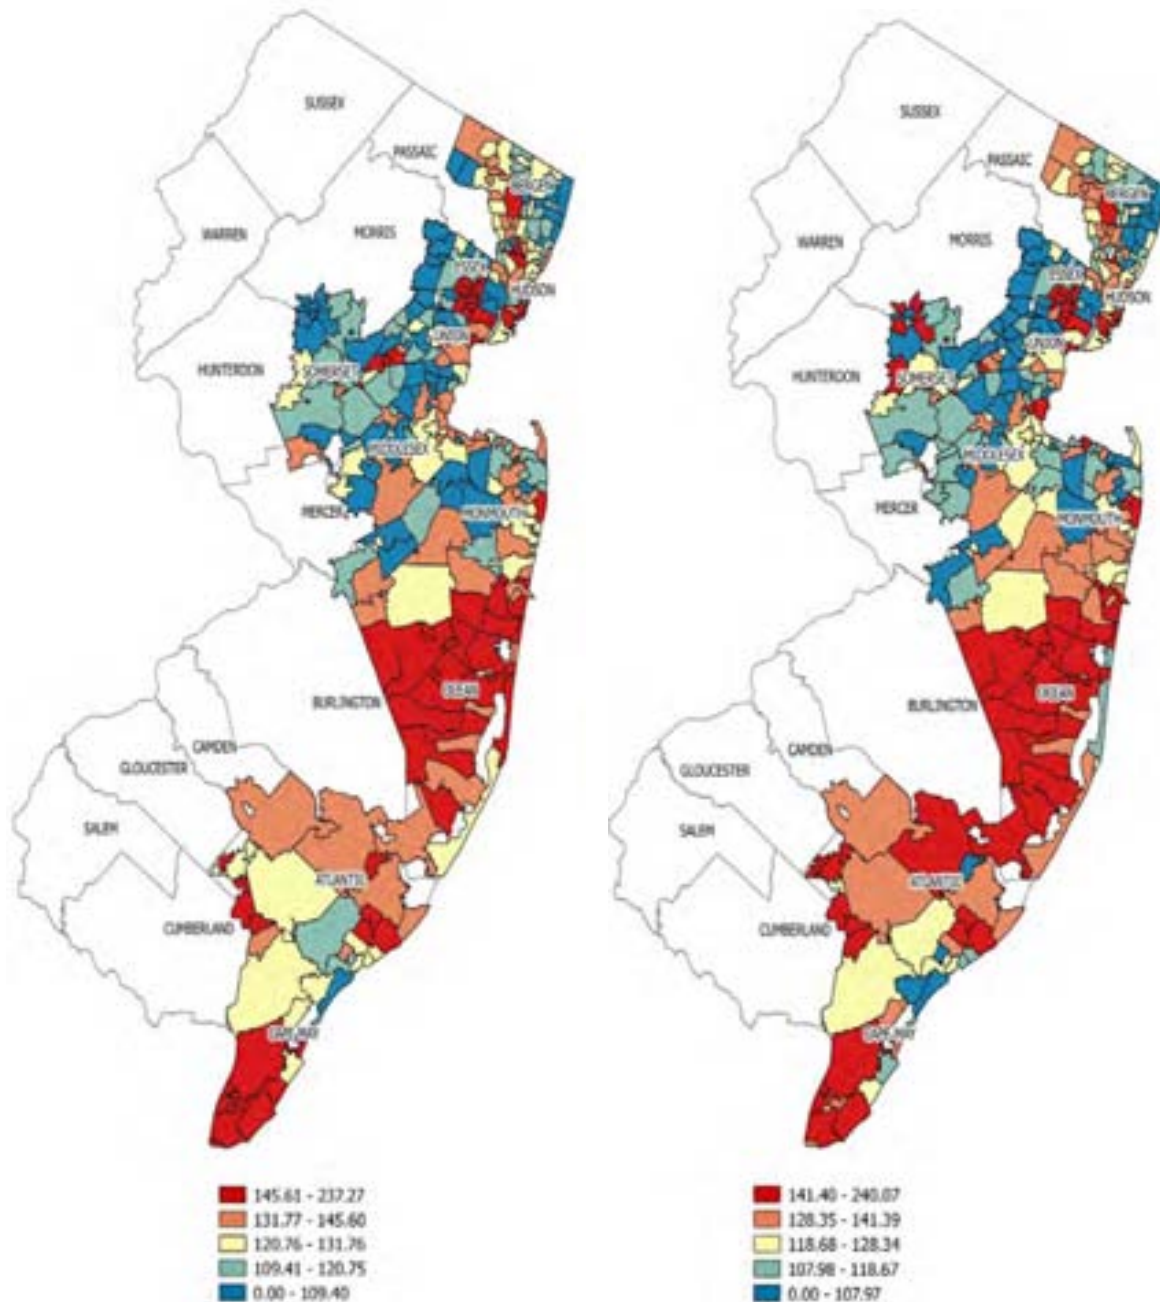 SUSSEX
PASSAIC
BERGEN
WARREN
MORRIS
ESSEX
HUDSON
UNION
HUNTERDON
SOMERSET
MIDDLESEX
MERCER
MONMOUTH
OCEAN
BURLINGTON
CAMDEN
GLOUCESTER
SALEM
ATLANTIC
CUMBERLAND
CAPE MAY
145.61 - 237.27
131.77 - 145.60
120.76 - 131.76
109.41 - 120.75
0.00 - 109.40
SUSSEX
PASSAIC
BERGEN
WARREN
MORRIS
ESSEX
HUDSON
UNION
HUNTERDON
SOMERSET
MIDDLESEX
MERCER
MONMOUTH
OCEAN
BURLINGTON
CAMDEN
GLOUCESTER
SALEM
ATLANTIC
CUMBERLAND
CAPE MAY
141.40 - 240.07
128.35 - 141.39
118.68 - 128.34
107.98 - 118.67
0.00 - 107.97